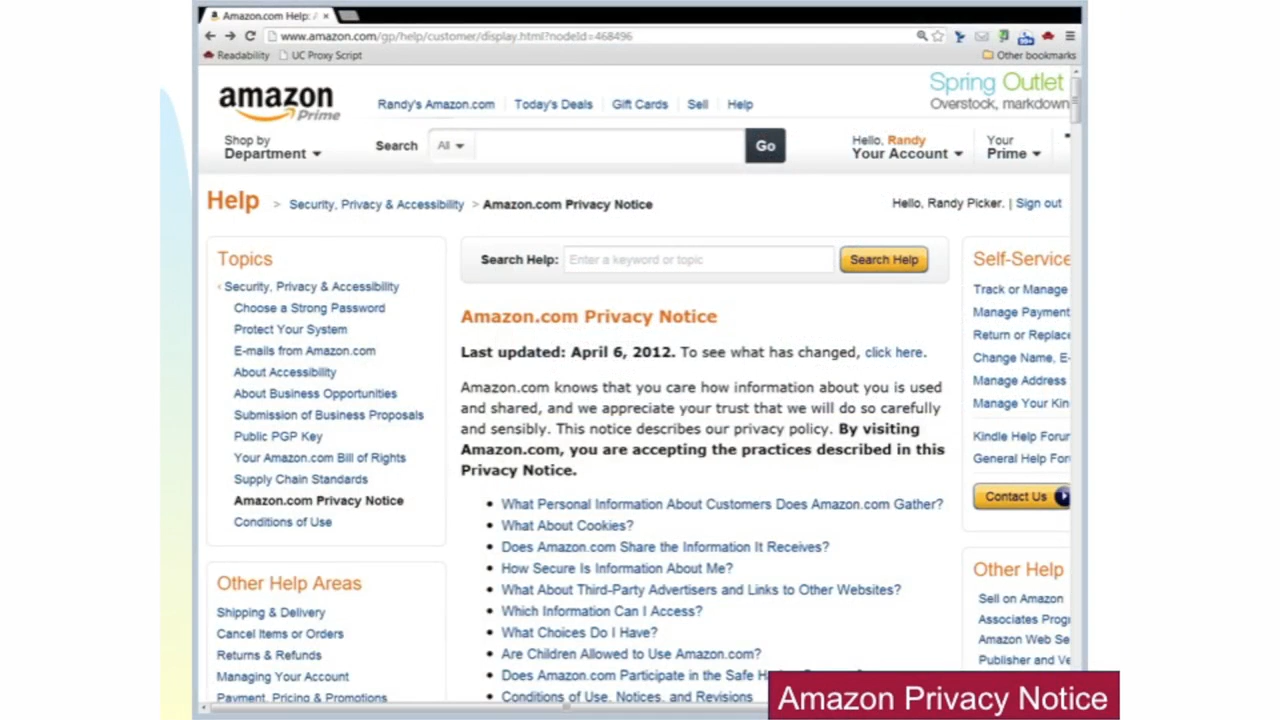 Amazon.com Help: A
www.amazon.com/gp/help/customer/display.html?nodeId=468496
Readability UC Proxy Script Other bookmarks
amazon Prime
Randy's Amazon.com Today's Deals Gift Cards Sell Help
Spring Outlet
Overstock, markdown
Shop by
Department
Search All Go
Hello, Randy
Your Account
Your
Prime
Help > Security, Privacy & Accessibility > Amazon.com Privacy Notice
Hello, Randy Picker. | Sign out
Topics
‹ Security, Privacy & Accessibility
Choose a Strong Password
Protect Your System
E-mails from Amazon.com
About Accessibility
About Business Opportunities
Submission of Business Proposals
Public PGP Key
Your Amazon.com Bill of Rights
Supply Chain Standards
Amazon.com Privacy Notice
Conditions of Use
Other Help Areas
Shipping & Delivery
Cancel Items or Orders
Returns & Refunds
Managing Your Account
Payment, Pricing & Promotions
Search Help: Enter a keyword or topic Search Help
Amazon.com Privacy Notice
Last updated: April 6, 2012. To see what has changed, click here.
Amazon.com knows that you care how information about you is used
and shared, and we appreciate your trust that we will do so carefully
and sensibly. This notice describes our privacy policy. By visiting
Amazon.com, you are accepting the practices described in this
Privacy Notice.
• What Personal Information About Customers Does Amazon.com Gather?
• What About Cookies?
• Does Amazon.com Share the Information It Receives?
• How Secure Is Information About Me?
• What About Third-Party Advertisers and Links to Other Websites?
• Which Information Can I Access?
• What Choices Do I Have?
• Are Children Allowed to Use Amazon.com?
• Does Amazon.com Participate in the Safe H
• Conditions of Use, Notices, and Revisions
Self-Service
Track or Manage
Manage Payment
Return or Replace
Change Name, E-
Manage Address
Manage Your Kin
Kindle Help Forum
General Help For
Contact Us
Other Help
Sell on Amazon
Associates Prog
Amazon Web Se
Publisher and Ve
Amazon Privacy Notice